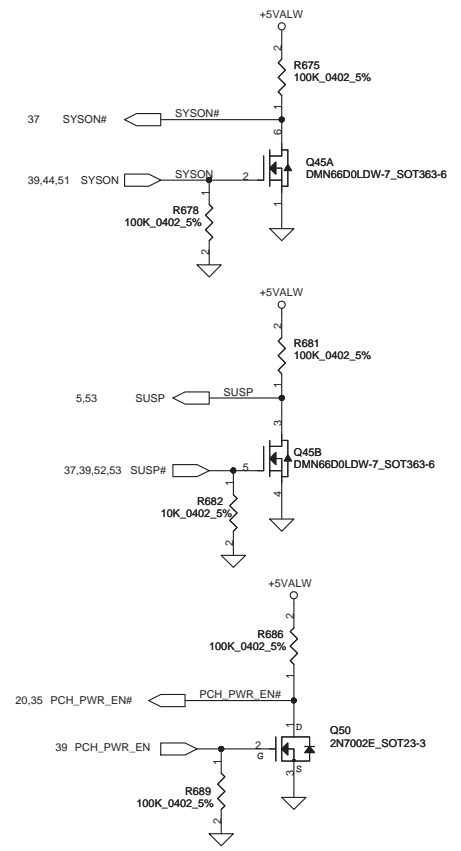 +5VALW
2
R675
100K_0402_5%
1
37 SYSON# SYSON#
6
Q45A
DMN66D0LDW-7_SOT363-6
39,44,51 SYSON SYSON 2
1
1
R678
100K_0402_5%
2
+5VALW
2
R681
100K_0402_5%
1
5,53 SUSP SUSP
3
Q45B
DMN66D0LDW-7_SOT363-6
37,39,52,53 SUSP# 5
1
4
R682
10K_0402_5%
2
+5VALW
2
R686
100K_0402_5%
1
20,35 PCH_PWR_EN# PCH_PWR_EN#
1 D
Q50
2N7002E_SOT23-3
39 PCH_PWR_EN 2
G
3 S
1
R689
100K_0402_5%
2